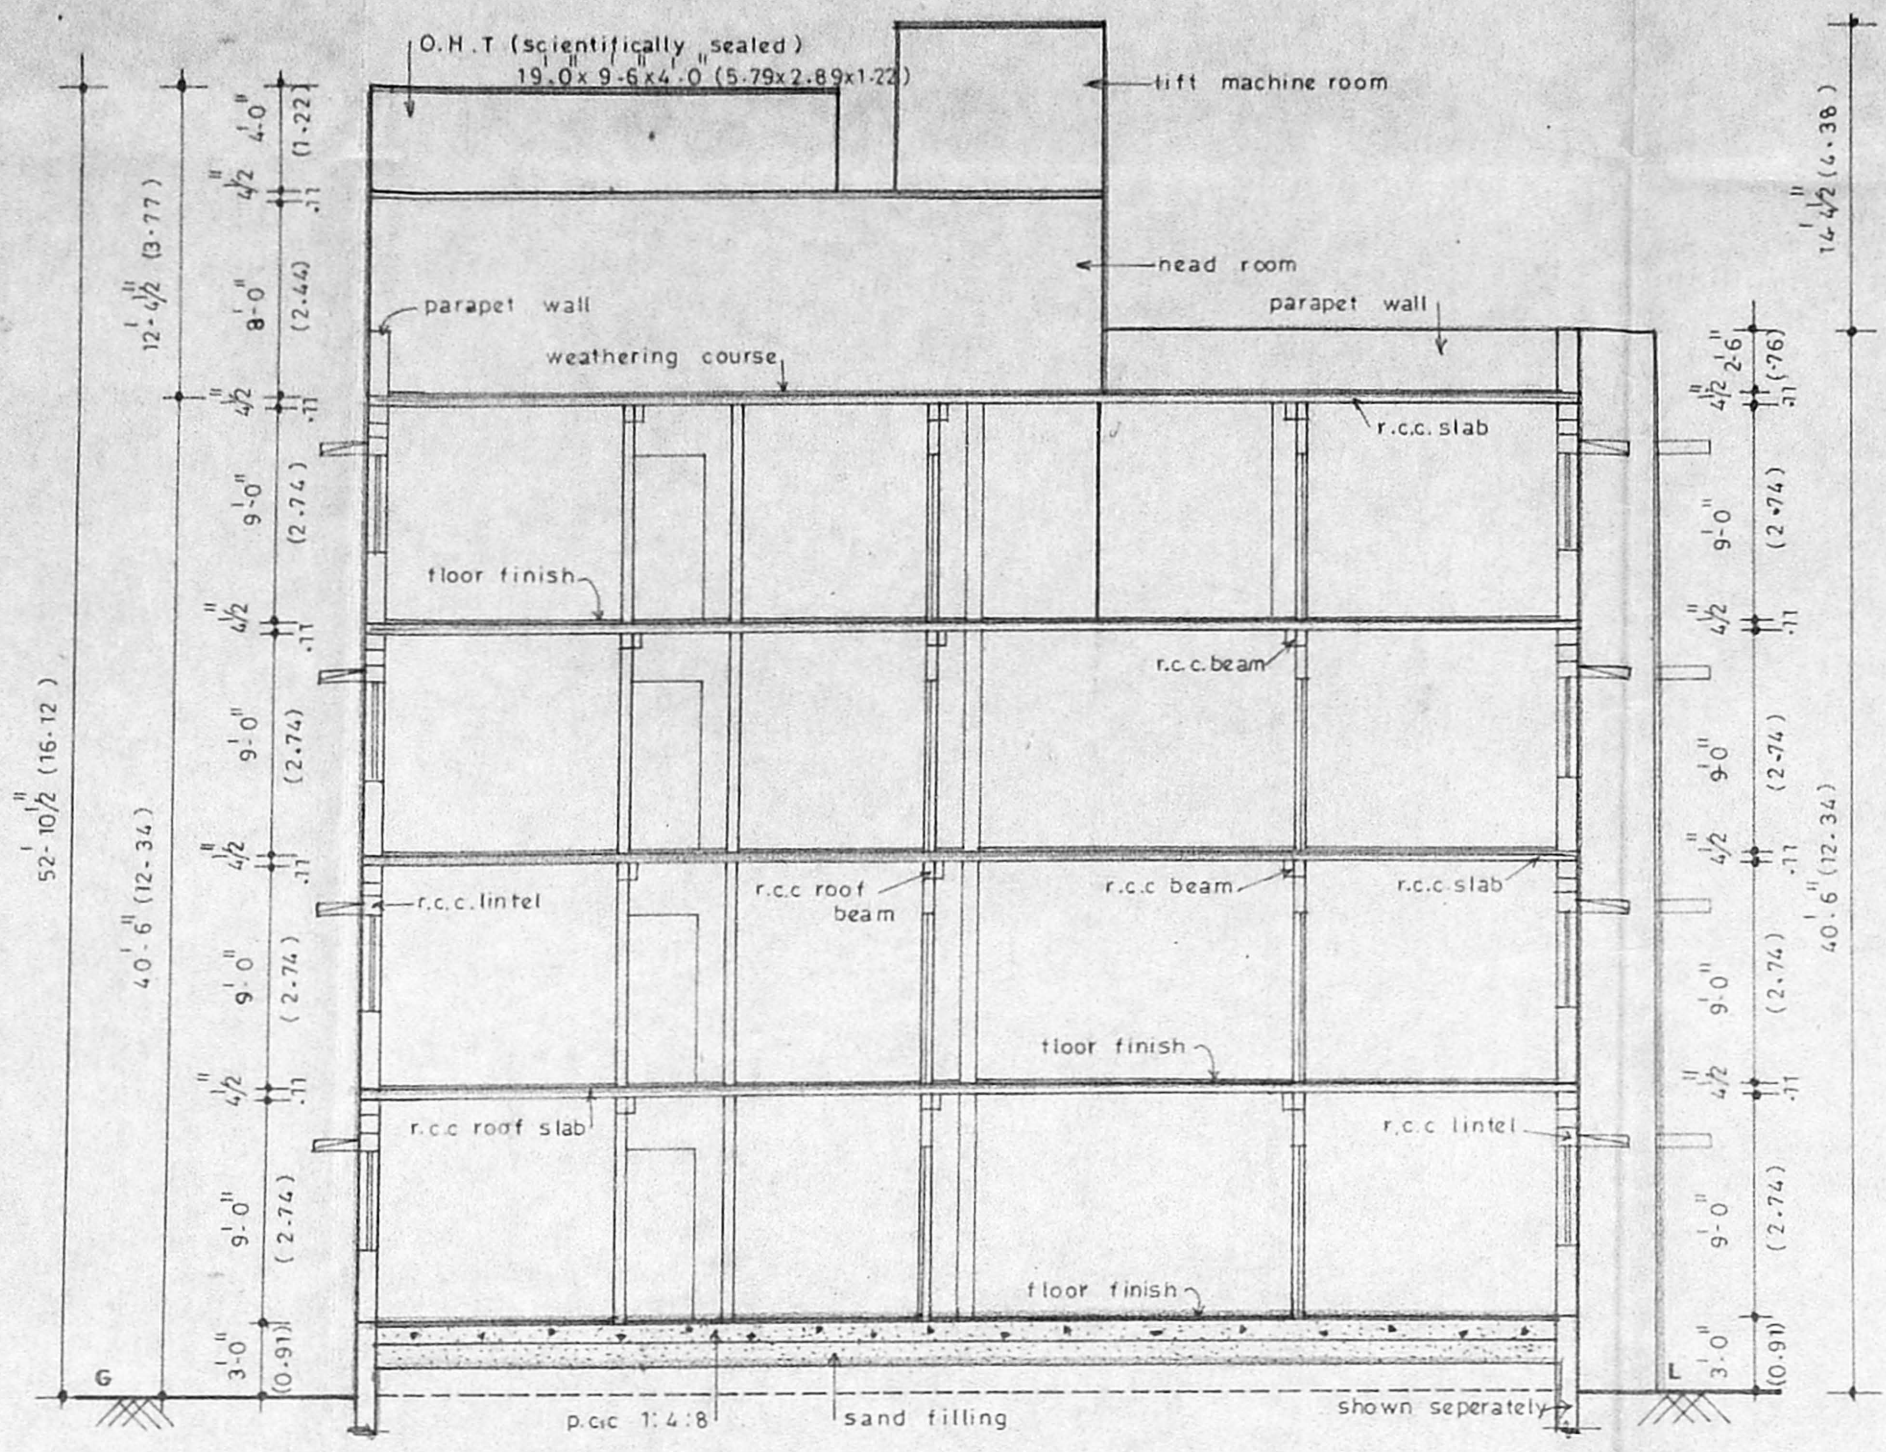 O.H.T (scientifically sealed)
19'.0"x 9'-6"x4'.0" (5.79x2.89x1.22)
lift machine room
head room
parapet wall
parapet wall
weathering course
r.c.c. slab
floor finish
r.c.c. beam
r.c.c. lintel
r.c.c roof
beam
r.c.c beam
r.c.c slab
floor finish
r.c.c roof slab
r.c.c lintel
floor finish
G
L
p.c.c 1:4:8
sand filling
shown seperately
52'-10½" (16.12)
12'-4½" (3.77)
40'-6" (12.34)
4'-0"
(1.22)
4½"
.11
8'-0"
(2.44)
4½"
.11
9'-0"
(2.74)
4½"
.11
9'-0"
(2.74)
4½"
.11
9'-0"
(2.74)
4½"
.11
9'-0"
(2.74)
3'-0"
(0.91)
2'-6"
(.76)
4½"
.11
9'-0"
(2.74)
4½"
.11
9'-0"
(2.74)
4½"
.11
9'-0"
(2.74)
4½"
.11
9'-0"
(2.74)
3'-0"
(0.91)
14'-4½" (4.38)
40'-6" (12.34)